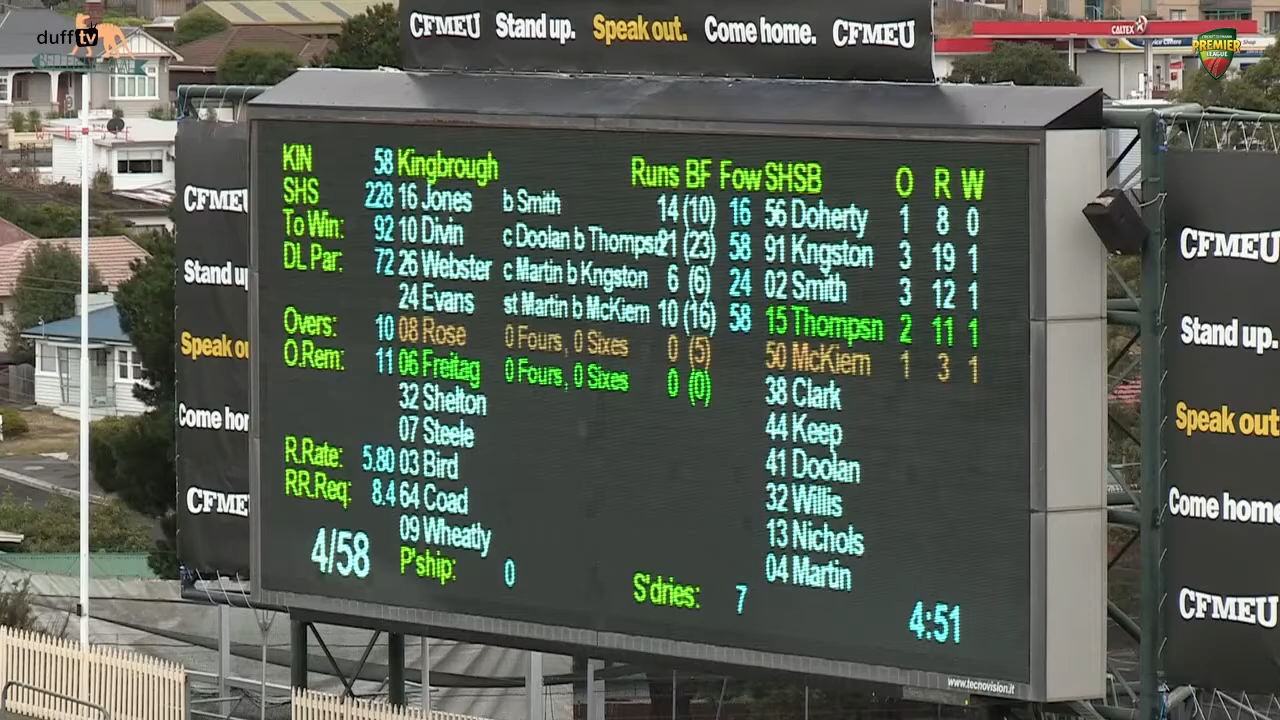 CFMEU Stand up. Speak out. Come home. CFMEU
duff tv
CALTEX
PREMIER
LEAGUE
KIN 58 Kingbrough Runs BF Fow SHSB O R W
SHS 228 16 Jones b Smith 14 (10) 16 56 Doherty 1 8 0
To Win: 92 10 Divin c Doolan b Thompsd 21 (23) 58 91 Kngston 3 19 1
DL Par: 72 26 Webster c Martin b Kngston 6 (6) 24 02 Smith 3 12 1
24 Evans st Martin b McKiern 10 (16) 58 15 Thompsn 2 11 1
Overs: 10 08 Rose 0 Fours, 0 Sixes 0 (5) 50 McKiern 1 3 1
O.Rem: 11 06 Freitag 0 Fours, 0 Sixes 0 (0) 38 Clark
32 Shelton 44 Keep
07 Steele 41 Doolan
R.Rate: 5.80 03 Bird 32 Willis
RR.Req: 8.4 64 Coad 13 Nichols
09 Wheatly 04 Martin
4/58 P'ship: 0 S'dries: 7 4:51
www.tecnovision.it
CFMEU
Stand up
Speak ou
Come hor
CFME
CFMEU
Stand up.
Speak out
Come home
CFMEU